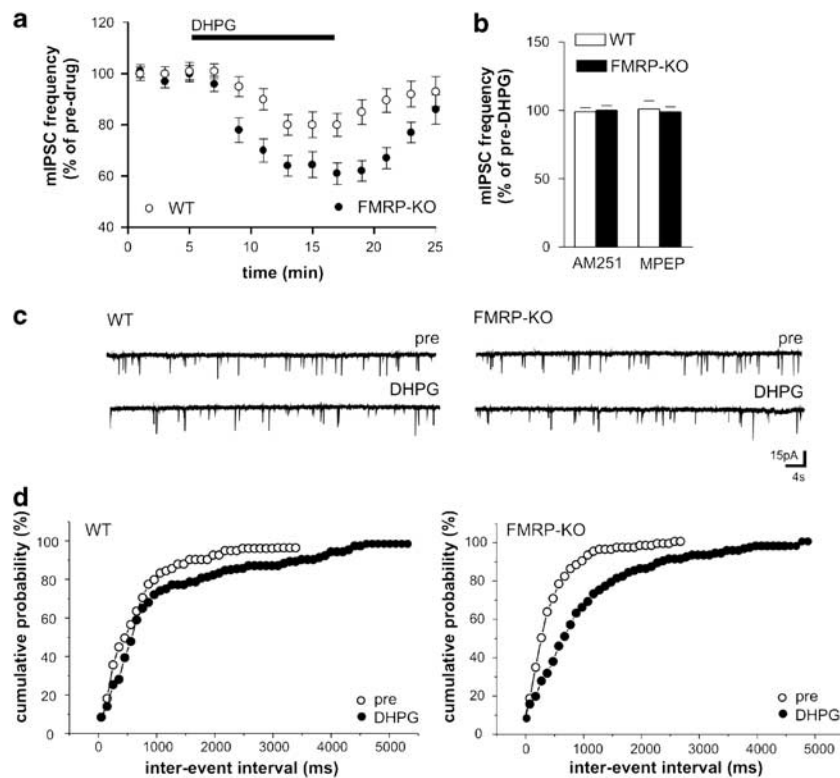 a
DHPG
mIPSC frequency
(% of pre-drug)
120
100
80
60
40
0
5
10
15
20
25
WT
FMRP-KO
time (min)
b
WT
FMRP-KO
mIPSC frequency
(% of pre-DHPG)
150
100
50
0
AM251
MPEP
c
WT
pre
DHPG
FMRP-KO
pre
DHPG
15pA
4s
d
WT
cumulative probability (%)
100
80
60
40
20
0
0
1000
2000
3000
4000
5000
pre
DHPG
inter-event interval (ms)
FMRP-KO
cumulative probability (%)
100
80
60
40
20
0
0
1000
2000
3000
4000
5000
pre
DHPG
inter-event interval (ms)